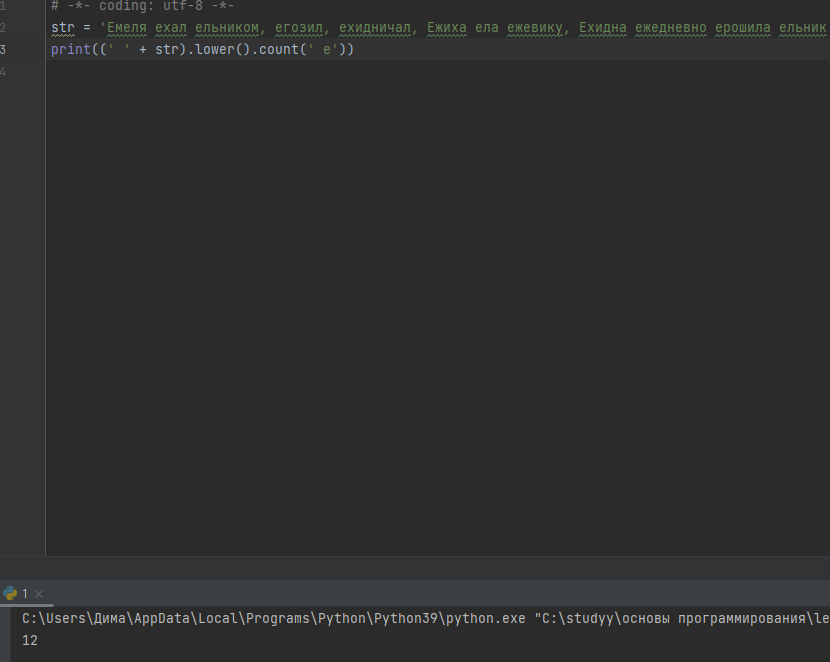 1 # -*- coding: utf-8 -*-
2 str = 'Емеля ехал ельником, егозил, ехидничал, Ежиха ела ежевику, Ехидна ежедневно ерошила ельник
3 print((' ' + str).lower().count(' е'))
4
1
C:\Users\Дима\AppData\Local\Programs\Python\Python39\python.exe "C:\studyy\основы программирования\le
12